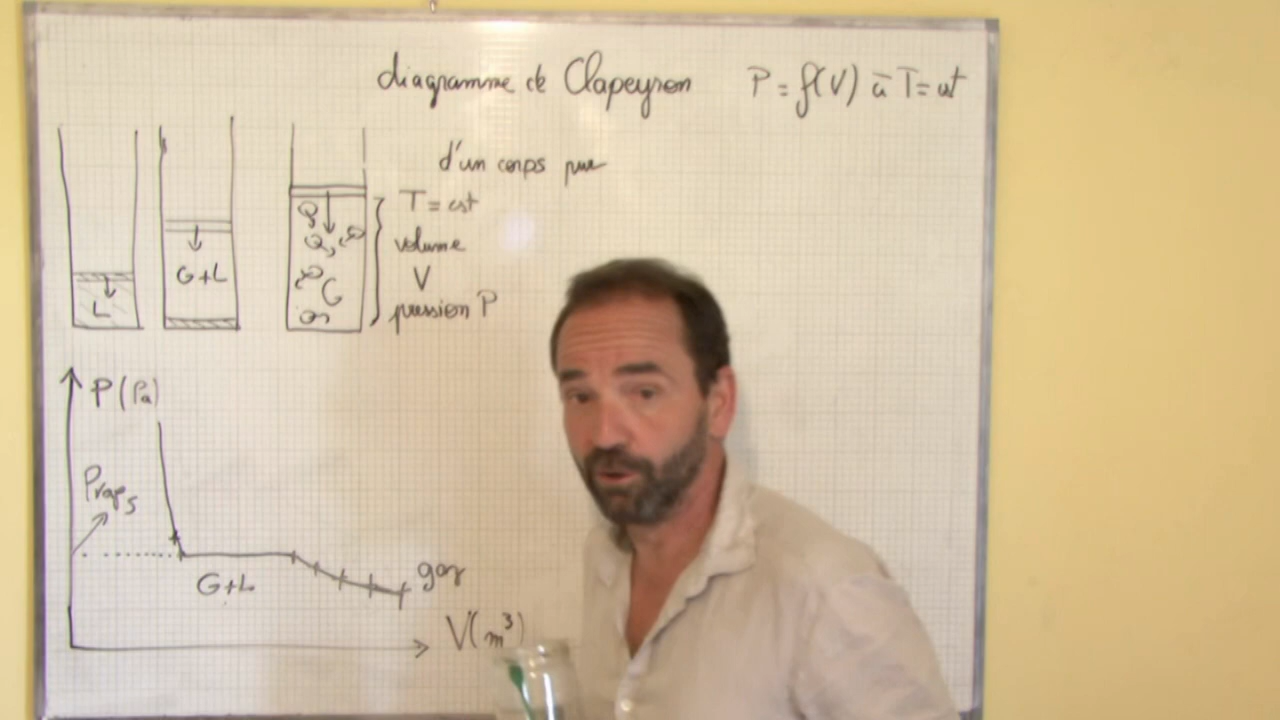 diagramme de Clapeyron P = f(V) à T = cst
d'un corps pur
T = cst
volume
V
pression P
G
G+L
L
P (Pa)
Pvap s
G+L
gaz
V(m³)